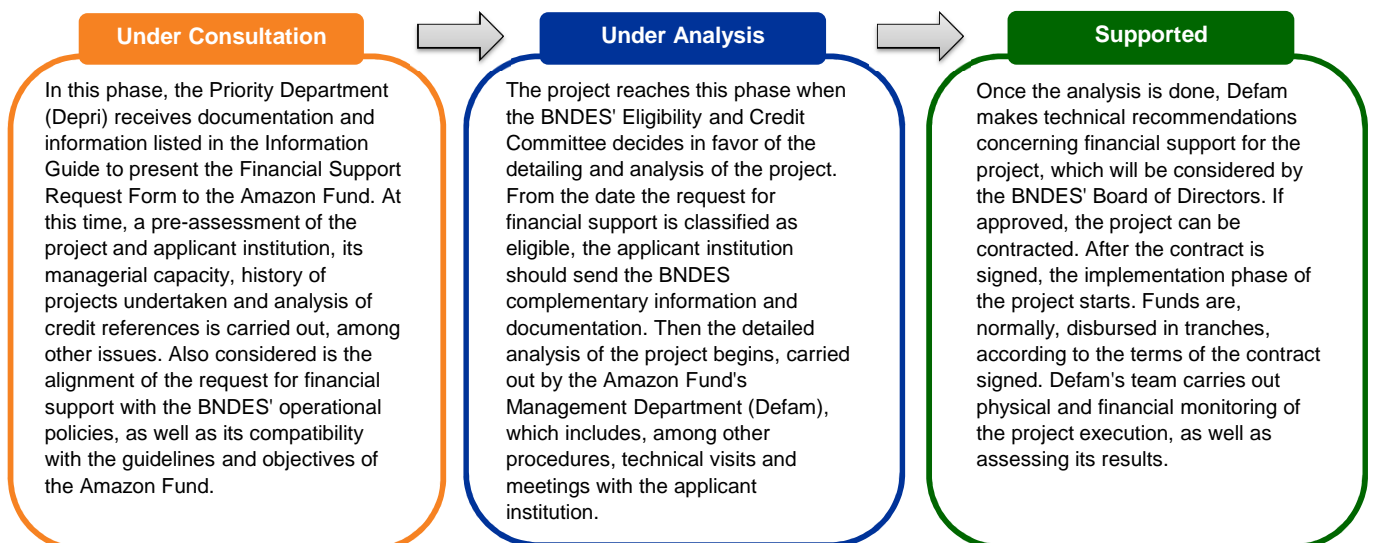 Under Consultation
In this phase, the Priority Department
(Depri) receives documentation and
information listed in the Information
Guide to present the Financial Support
Request Form to the Amazon Fund. At
this time, a pre-assessment of the
project and applicant institution, its
managerial capacity, history of
projects undertaken and analysis of
credit references is carried out, among
other issues. Also considered is the
alignment of the request for financial
support with the BNDES' operational
policies, as well as its compatibility
with the guidelines and objectives of
the Amazon Fund.
Under Analysis
The project reaches this phase when
the BNDES' Eligibility and Credit
Committee decides in favor of the
detailing and analysis of the project.
From the date the request for
financial support is classified as
eligible, the applicant institution
should send the BNDES
complementary information and
documentation. Then the detailed
analysis of the project begins, carried
out by the Amazon Fund's
Management Department (Defam),
which includes, among other
procedures, technical visits and
meetings with the applicant
institution.
Supported
Once the analysis is done, Defam
makes technical recommendations
concerning financial support for the
project, which will be considered by
the BNDES' Board of Directors. If
approved, the project can be
contracted. After the contract is
signed, the implementation phase of
the project starts. Funds are,
normally, disbursed in tranches,
according to the terms of the contract
signed. Defam's team carries out
physical and financial monitoring of
the project execution, as well as
assessing its results.